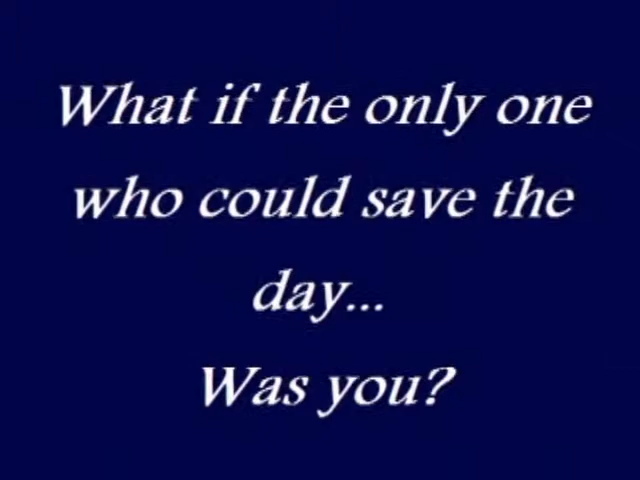 What if the only one
who could save the
day...
Was you?